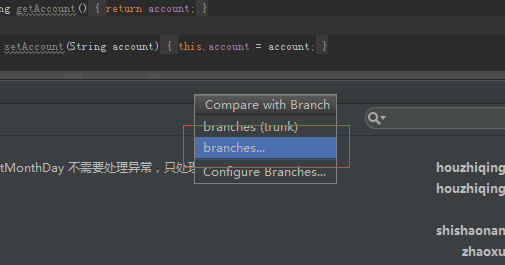 ng getAccount() { return account; }
setAccount(String account) { this.account = account; }
Compare with Branch
branches (trunk)
branches...
Configure Branches...
tMonthDay 不需要处理异常，只处理
houzhiqing
houzhiqing
shishaonan
zhaoxu